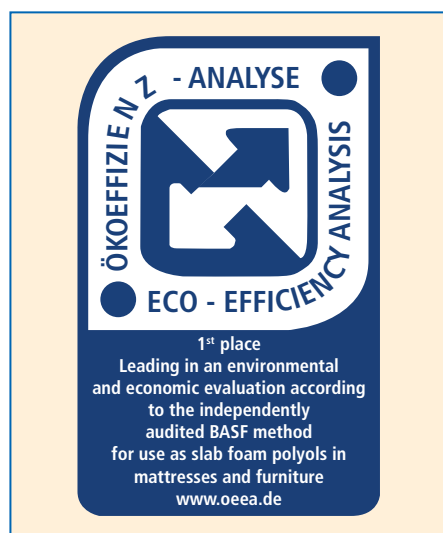 ÖKOEFFIZIENZ - ANALYSE
ECO - EFFICIENCY ANALYSIS
1st place
Leading in an environmental
and economic evaluation according
to the independently
audited BASF method
for use as slab foam polyols in
mattresses and furniture
www.oeea.de